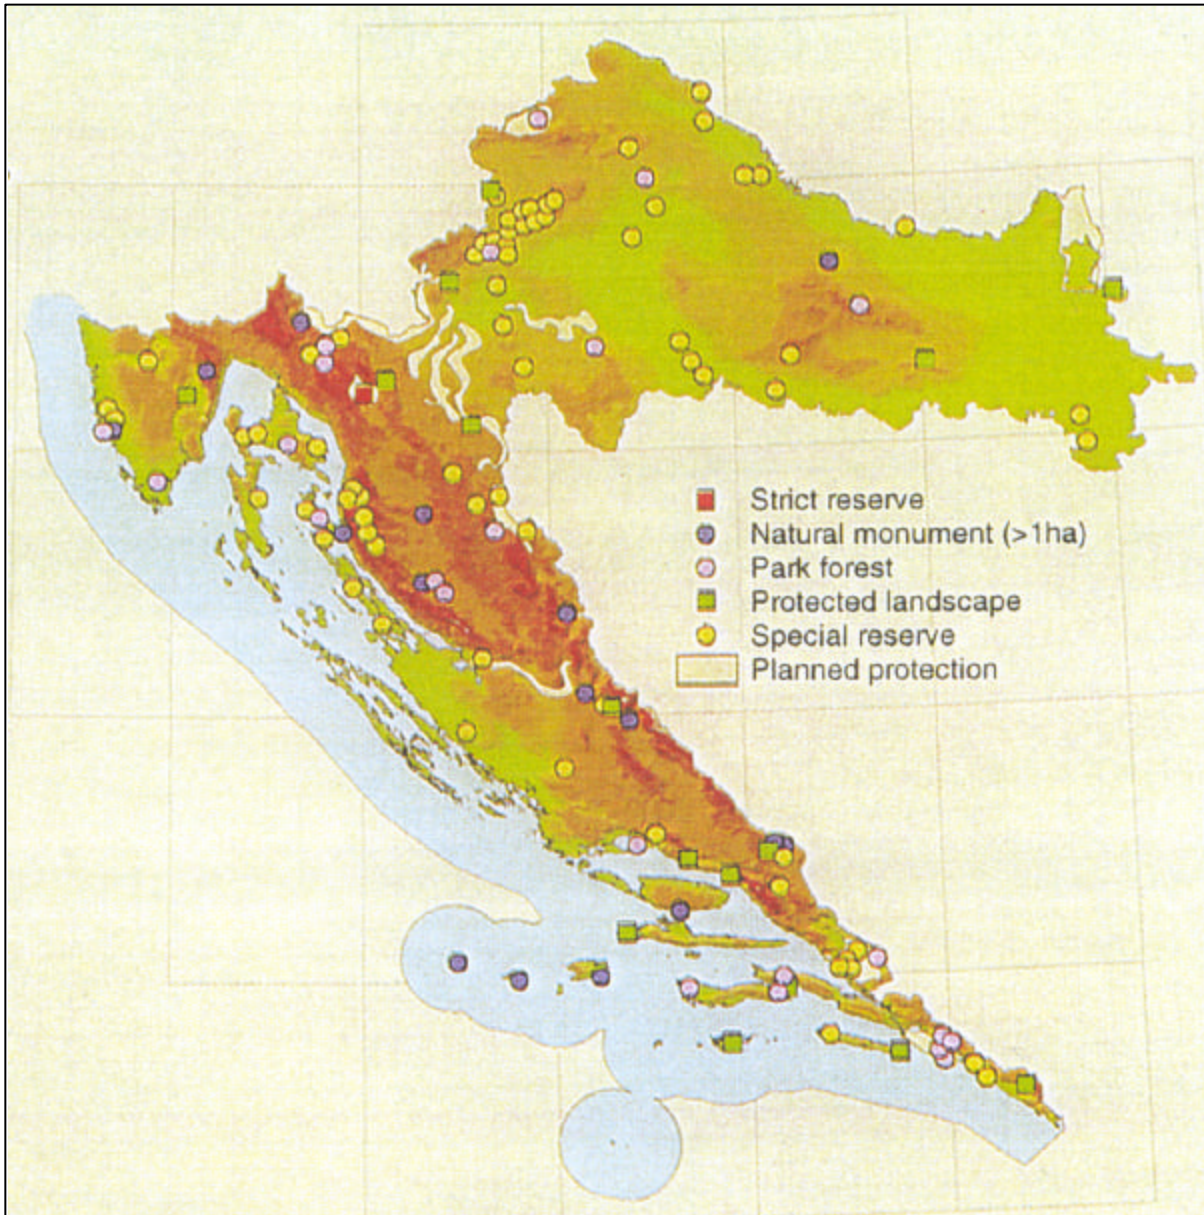 Strict reserve
Natural monument (>1ha)
Park forest
Protected landscape
Special reserve
Planned protection